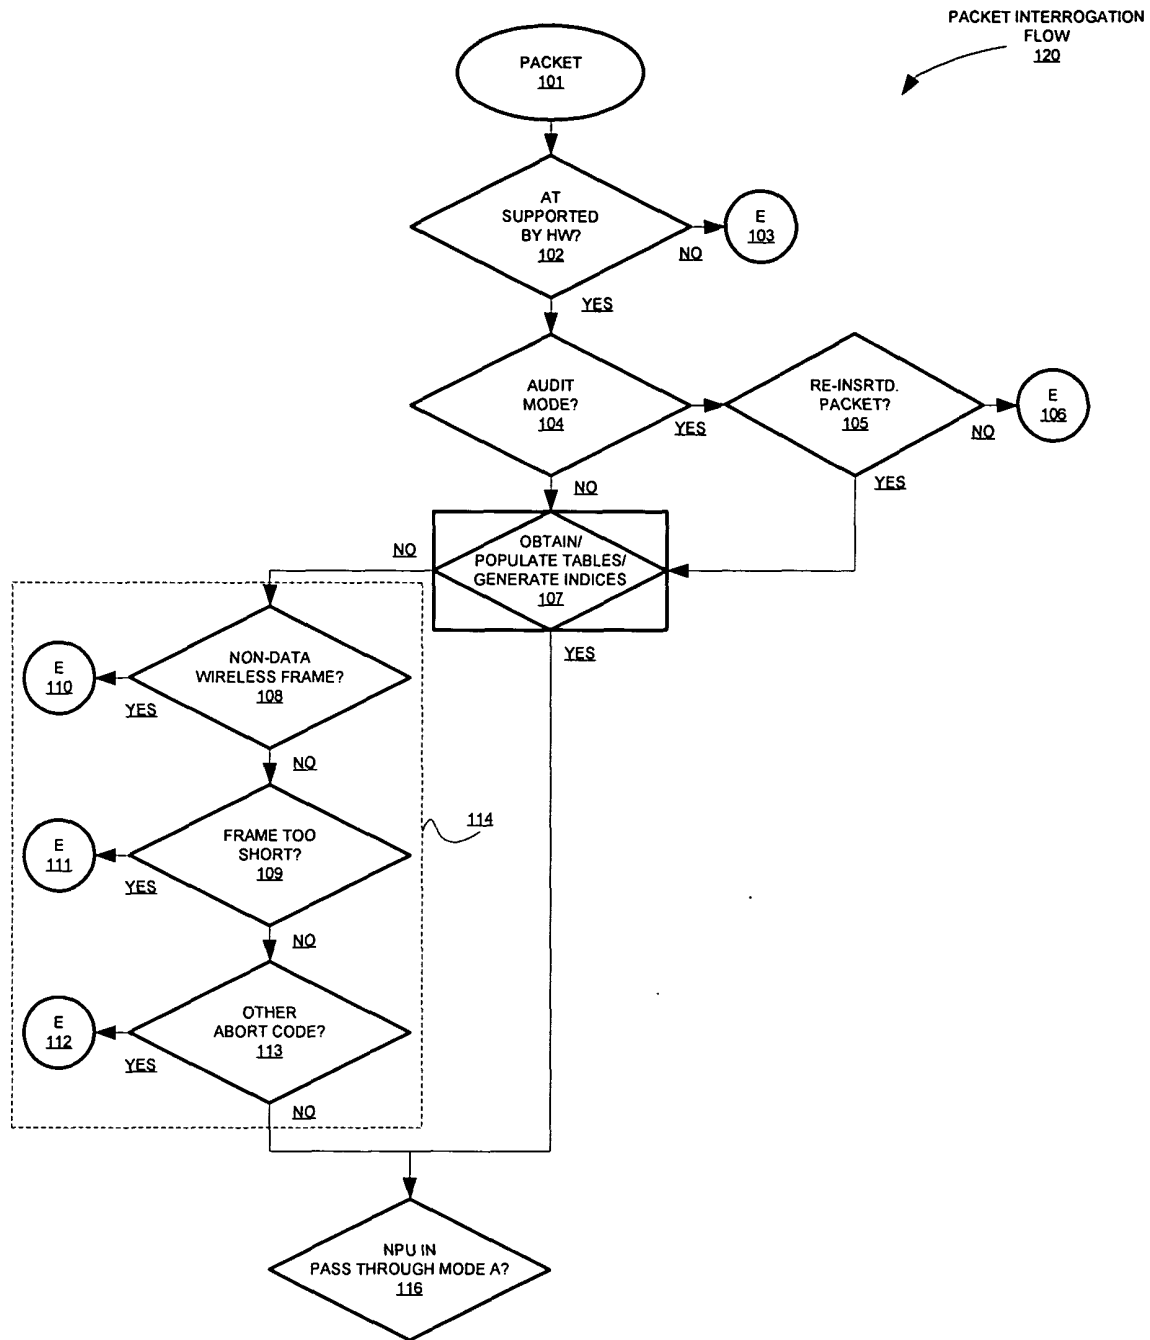 PACKET INTERROGATION
FLOW
120
PACKET
101
AT
SUPPORTED
BY HW?
102
NO
E
103
YES
AUDIT
MODE?
104
YES
RE-INSRTD.
PACKET?
105
NO
E
106
YES
NO
OBTAIN/
POPULATE TABLES/
GENERATE INDICES
107
NO
YES
NON-DATA
WIRELESS FRAME?
108
YES
E
110
NO
FRAME TOO
SHORT?
109
YES
E
111
114
NO
OTHER
ABORT CODE?
113
YES
E
112
NO
NPU IN
PASS THROUGH MODE A?
116